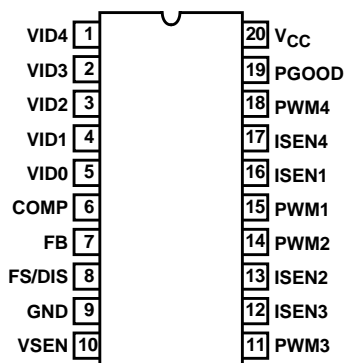 VID4 1 20 VCC
VID3 2 19 PGOOD
VID2 3 18 PWM4
VID1 4 17 ISEN4
VID0 5 16 ISEN1
COMP 6 15 PWM1
FB 7 14 PWM2
FS/DIS 8 13 ISEN2
GND 9 12 ISEN3
VSEN 10 11 PWM3